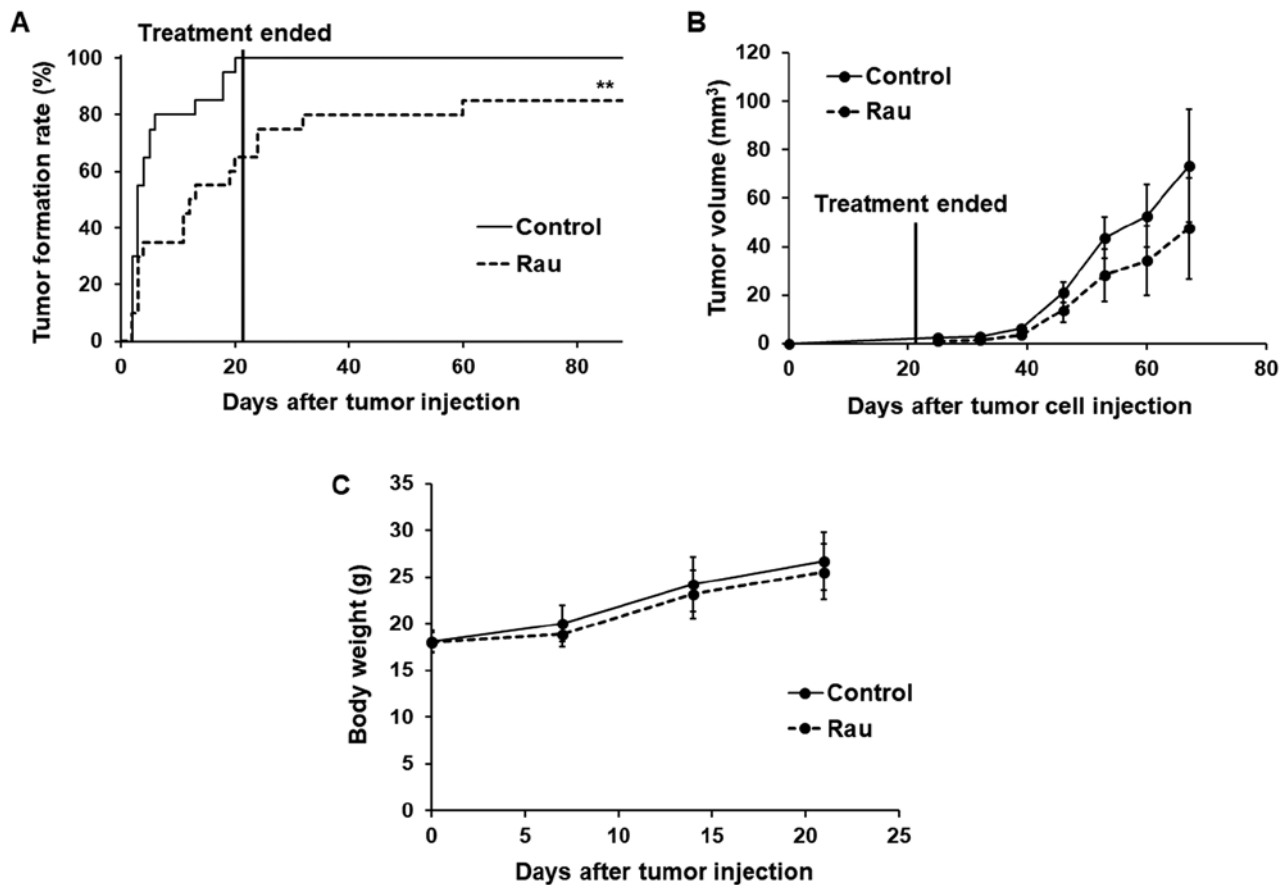 A
Treatment ended
Tumor formation rate (%)
100
80
60
40
20
0
**
Control
Rau
0 20 40 60 80
Days after tumor injection
B
Tumor volume (mm³)
120
100
80
60
40
20
0
Control
Rau
Treatment ended
0 20 40 60 80
Days after tumor cell injection
C
Body weight (g)
35
30
25
20
15
10
5
0
Control
Rau
0 5 10 15 20 25
Days after tumor injection